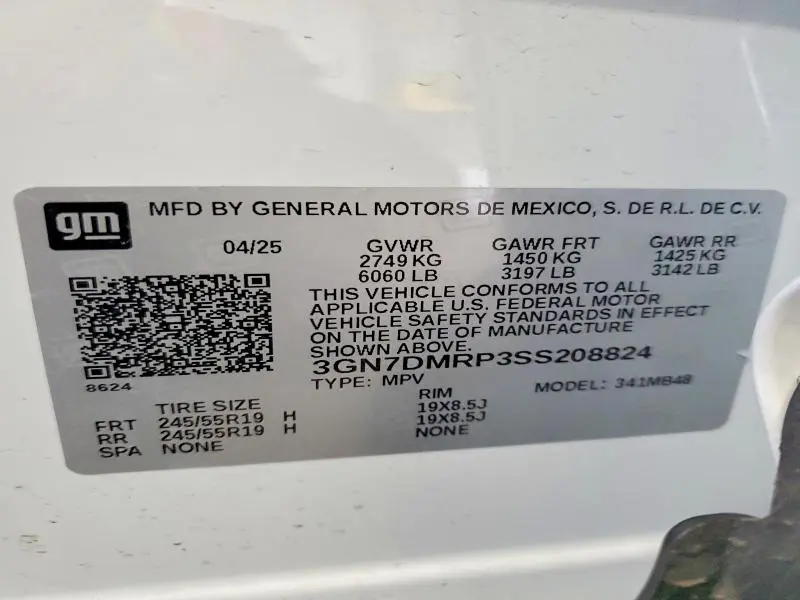 gm
MFD BY GENERAL MOTORS DE MEXICO, S. DE R.L. DE C.V.
04/25 GVWR GAWR FRT GAWR RR
2749 KG 1450 KG 1425 KG
6060 LB 3197 LB 3142 LB
THIS VEHICLE CONFORMS TO ALL
APPLICABLE U.S. FEDERAL MOTOR
VEHICLE SAFETY STANDARDS IN EFFECT
ON THE DATE OF MANUFACTURE
SHOWN ABOVE.
3GN7DMRP3SS208824
8624 TYPE: MPV MODEL: 341MB48
TIRE SIZE RIM
FRT 245/55R19 H 19X8.5J
RR 245/55R19 H 19X8.5J
SPA NONE NONE